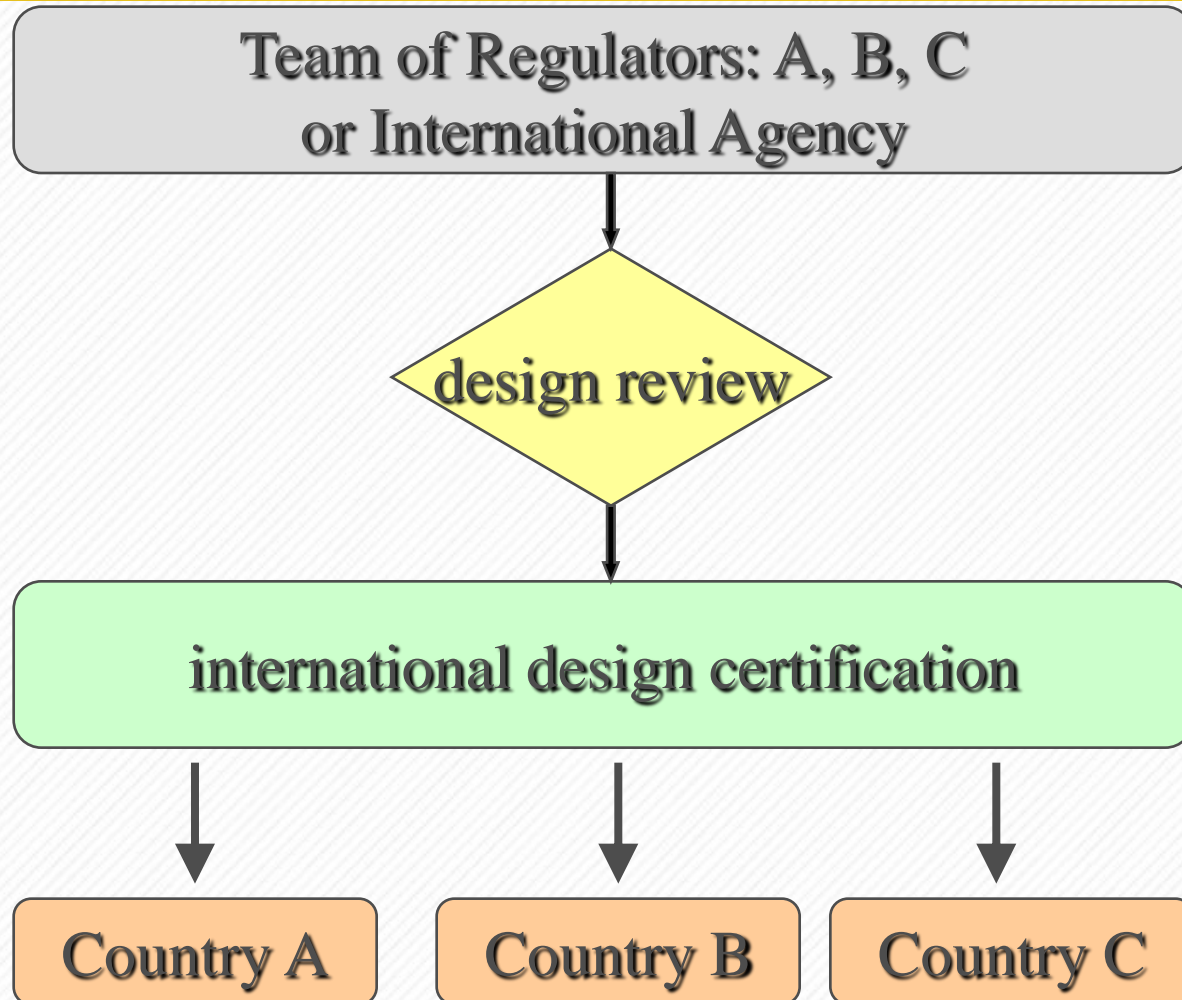 Team of Regulators: A, B, C
or International Agency
design review
international design certification
Country A
Country B
Country C